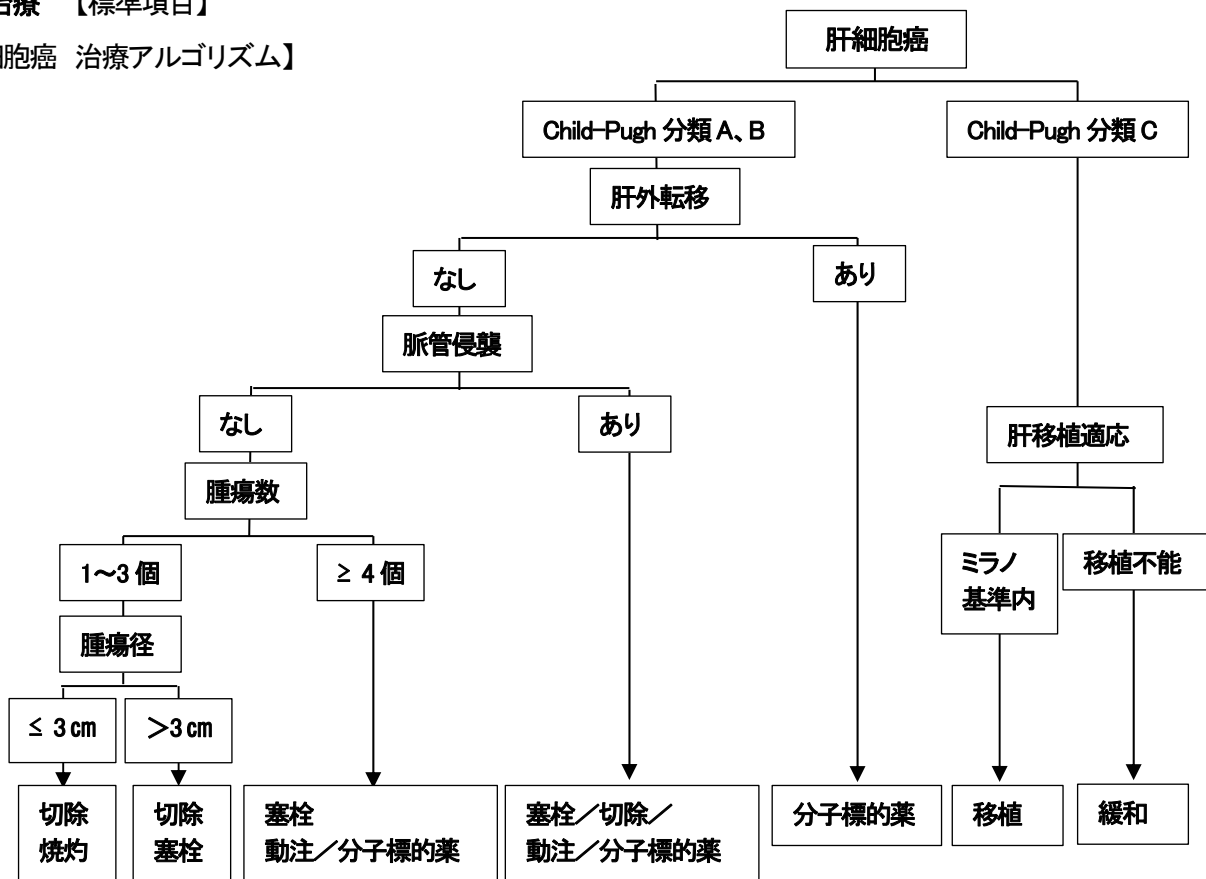 治療 【標準項目】
細胞癌 治療アルゴリズム】
肝細胞癌
Child-Pugh 分類 A、B
Child-Pugh 分類 C
肝外転移
なし
あり
脈管侵襲
なし
あり
肝移植適応
腫瘍数
1～3 個
≥ 4 個
ミラノ
基準内
移植不能
腫瘍径
≤ 3 cm
＞3 cm
切除
焼灼
切除
塞栓
塞栓
動注／分子標的薬
塞栓／切除／
動注／分子標的薬
分子標的薬
移植
緩和